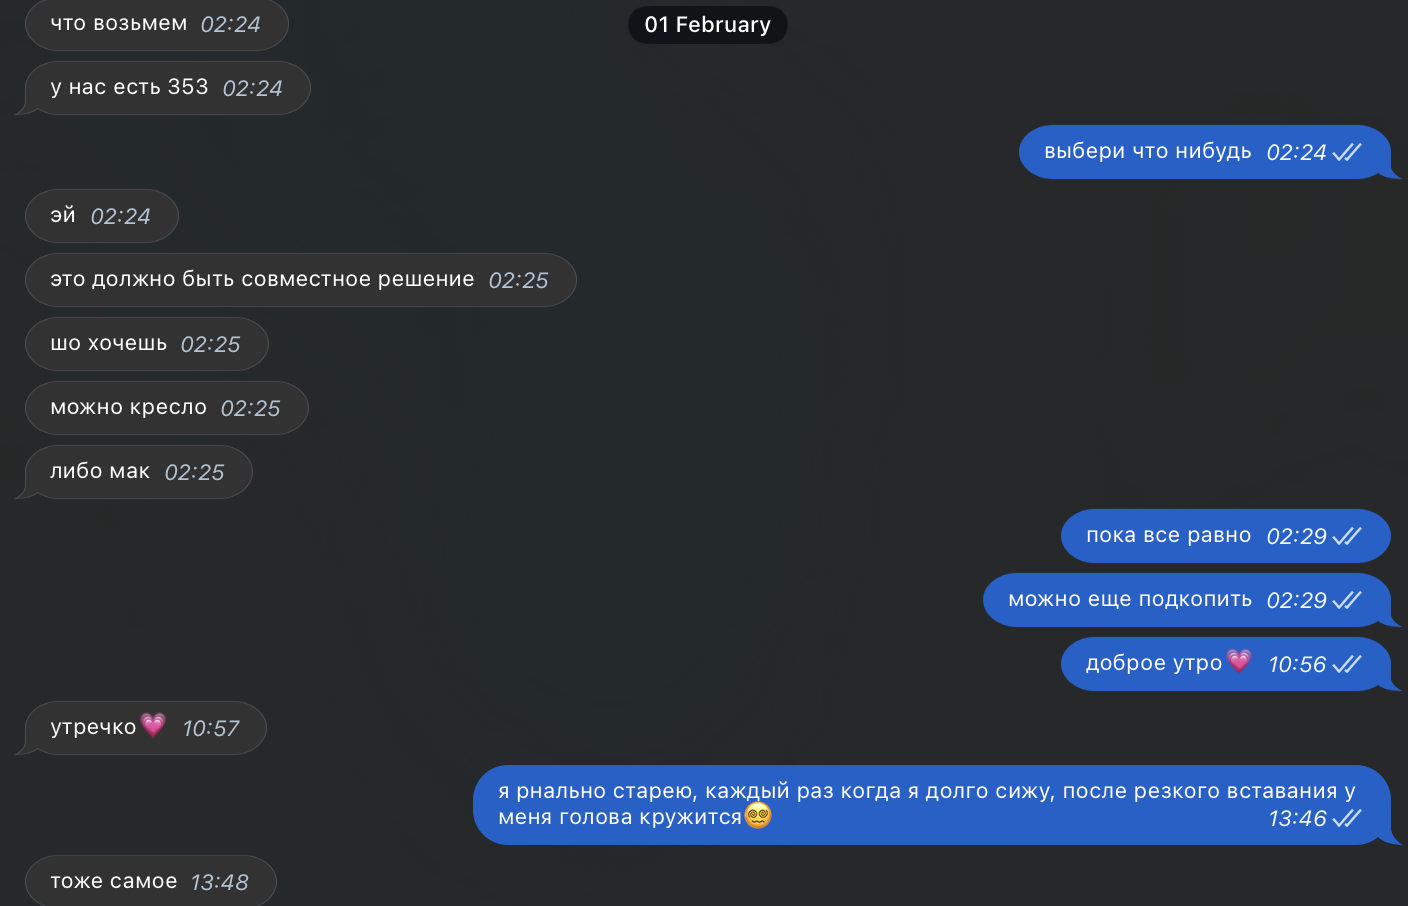 что возьмем 02:24
01 February
у нас есть 353 02:24
выбери что нибудь 02:24
эй 02:24
это должно быть совместное решение 02:25
шо хочешь 02:25
можно кресло 02:25
либо мак 02:25
пока все равно 02:29
можно еще подкопить 02:29
доброе утро💗 10:56
утречко💗 10:57
я рнально старею, каждый раз когда я долго сижу, после резкого вставания у
меня голова кружится😵‍💫 13:46
тоже самое 13:48